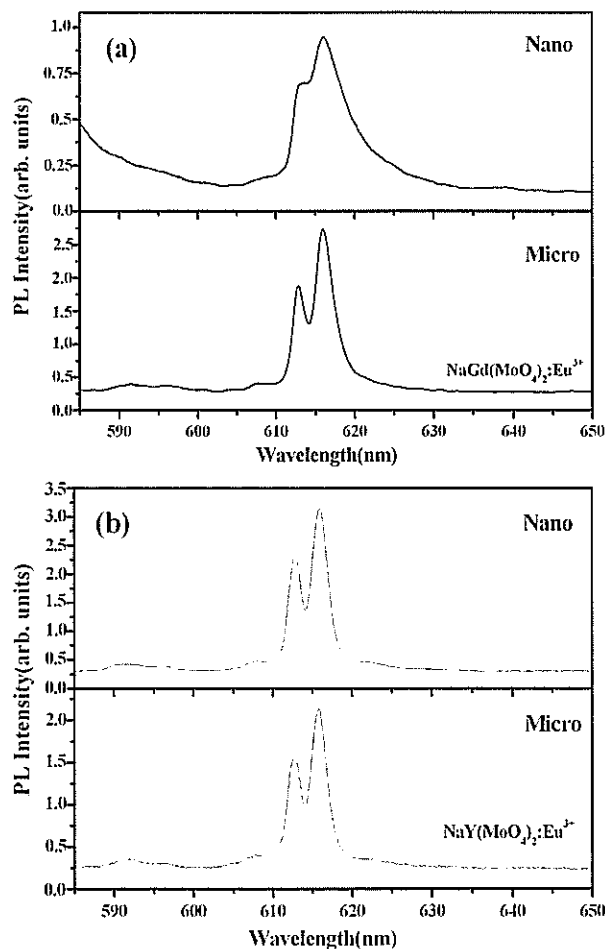 (a)
Nano
1.0
0.75
0.5
0.25
0.0
PL Intensity(arb. units)
Micro
2.5
2.0
1.5
1.0
0.5
0.0
NaGd(MoO₄)₂:Eu³⁺
590 600 610 620 630 640 650
Wavelength(nm)
(b)
Nano
3.5
3.0
2.5
2.0
1.5
1.0
0.5
0.0
PL Intensity(arb. units)
Micro
2.0
1.5
1.0
0.5
0.0
NaY(MoO₄)₂:Eu³⁺
590 600 610 620 630 640 650
Wavelength(nm)